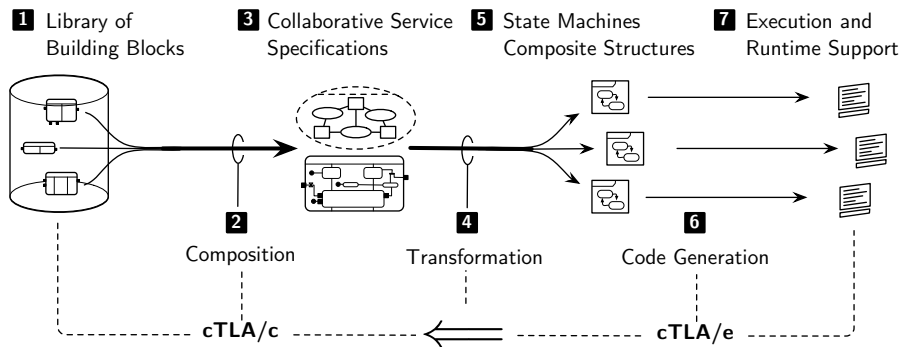 1 Library of
Building Blocks
3 Collaborative Service
Specifications
5 State Machines
Composite Structures
7 Execution and
Runtime Support
2
Composition
4
Transformation
6
Code Generation
cTLA/c
cTLA/e